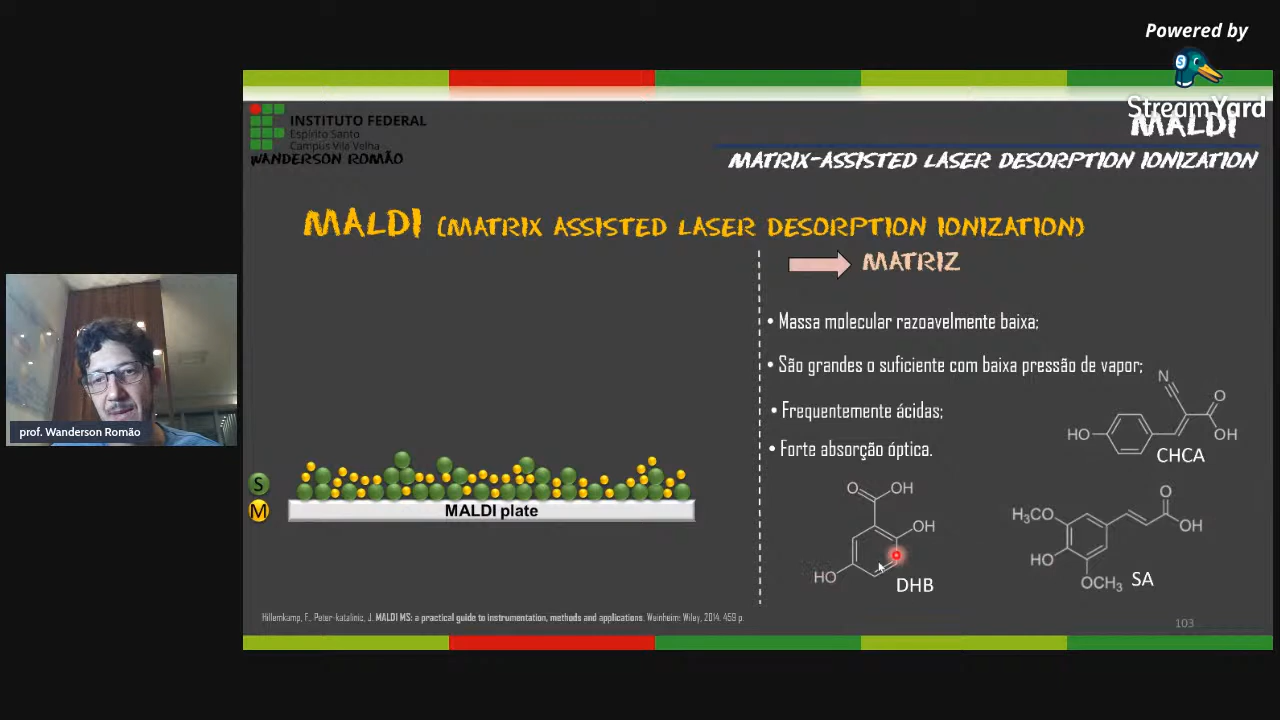 Powered by
StreamYard
INSTITUTO FEDERAL
Espírito Santo
Campus Vila Velha
WANDERSON ROMÃO
MALDI
MATRIX-ASSISTED LASER DESORPTION IONIZATION
MALDI (MATRIX ASSISTED LASER DESORPTION IONIZATION)
MATRIZ
• Massa molecular razoavelmente baixa;
• São grandes o suficiente com baixa pressão de vapor;
• Frequentemente ácidas;
• Forte absorção óptica.
N
O
HO
OH
CHCA
O
OH
OH
HO
DHB
O
H₃CO
OH
HO
OCH₃
SA
S
M
MALDI plate
prof. Wanderson Romão
Hillemkamp, F., Peter-katalinic, J. MALDI MS: a practical guide to instrumentation, methods and applications. Weinheim: Wiley, 2014. 459 p.
103